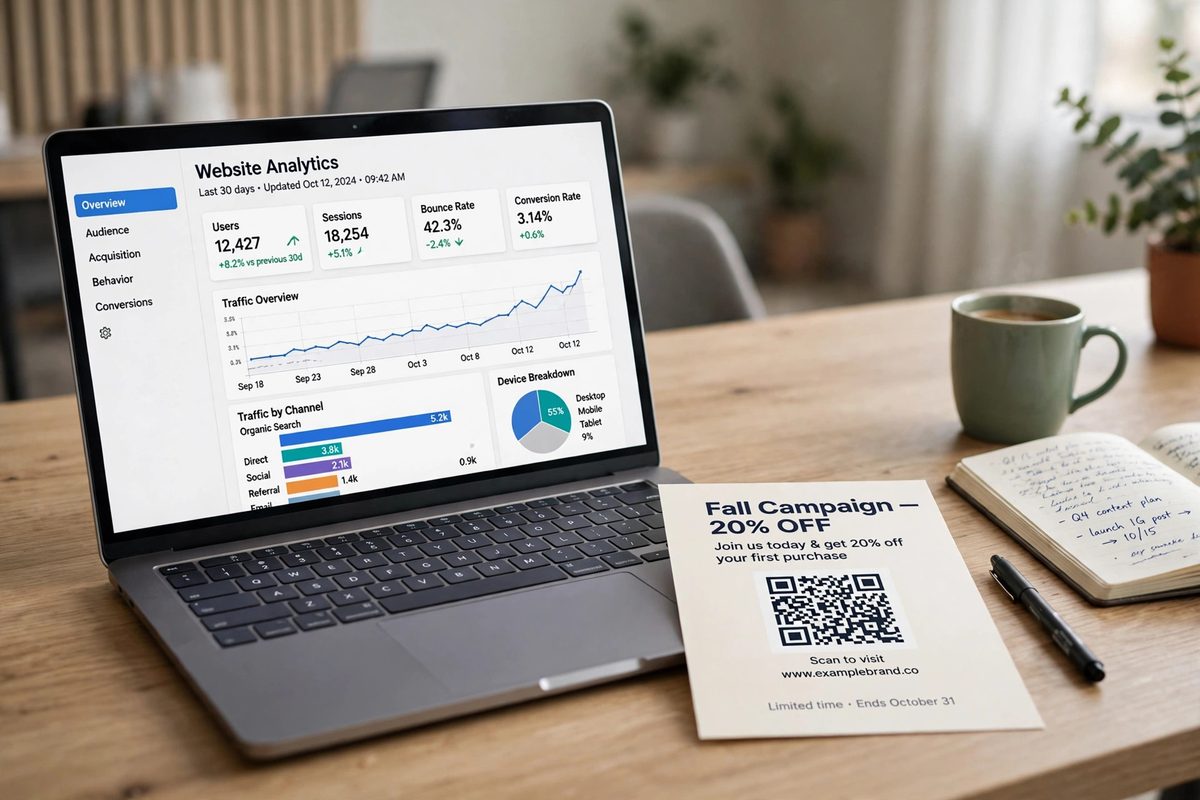 Website Analytics
Last 30 days • Updated Oct 12, 2024 • 09:42 AM
Overview
Audience
Acquisition
Behavior
Conversions
Users
12,427
+8.2% vs previous 30d
Sessions
18,254
+5.1%
Bounce Rate
42.3%
-2.4%
Conversion Rate
3.14%
+0.6%
Traffic Overview
Sep 18
Sep 23
Sep 28
Oct 3
Oct 8
Oct 12
Oct 12
Traffic by Channel
Organic Search
5.2k
Direct
3.8k
Social
2.1k
0.9k
Referral
1.4k
Email
Device Breakdown
55%
Desktop
Mobile
Tablet
9%
Fall Campaign —
20% OFF
Join us today & get 20% off
your first purchase
Scan to visit
www.examplebrand.co
Limited time • Ends October 31
- Q4 content plan
- launch IG post →
→ 10/15